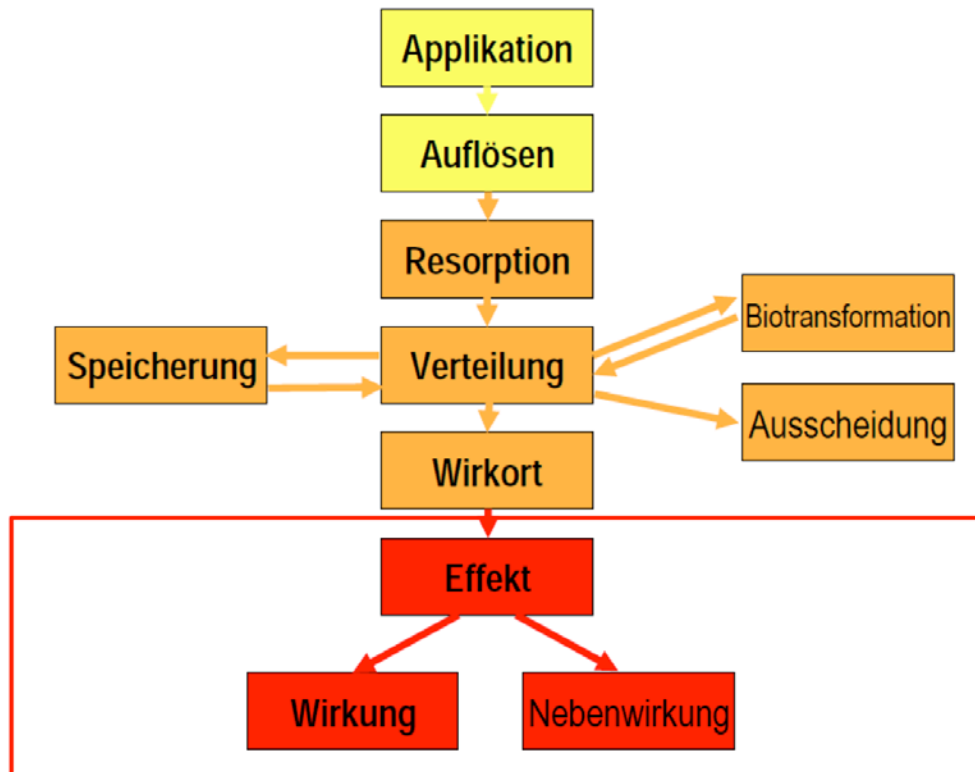 Applikation
Auflösen
Resorption
Biotransformation
Speicherung
Verteilung
Ausscheidung
Wirkort
Effekt
Wirkung
Nebenwirkung